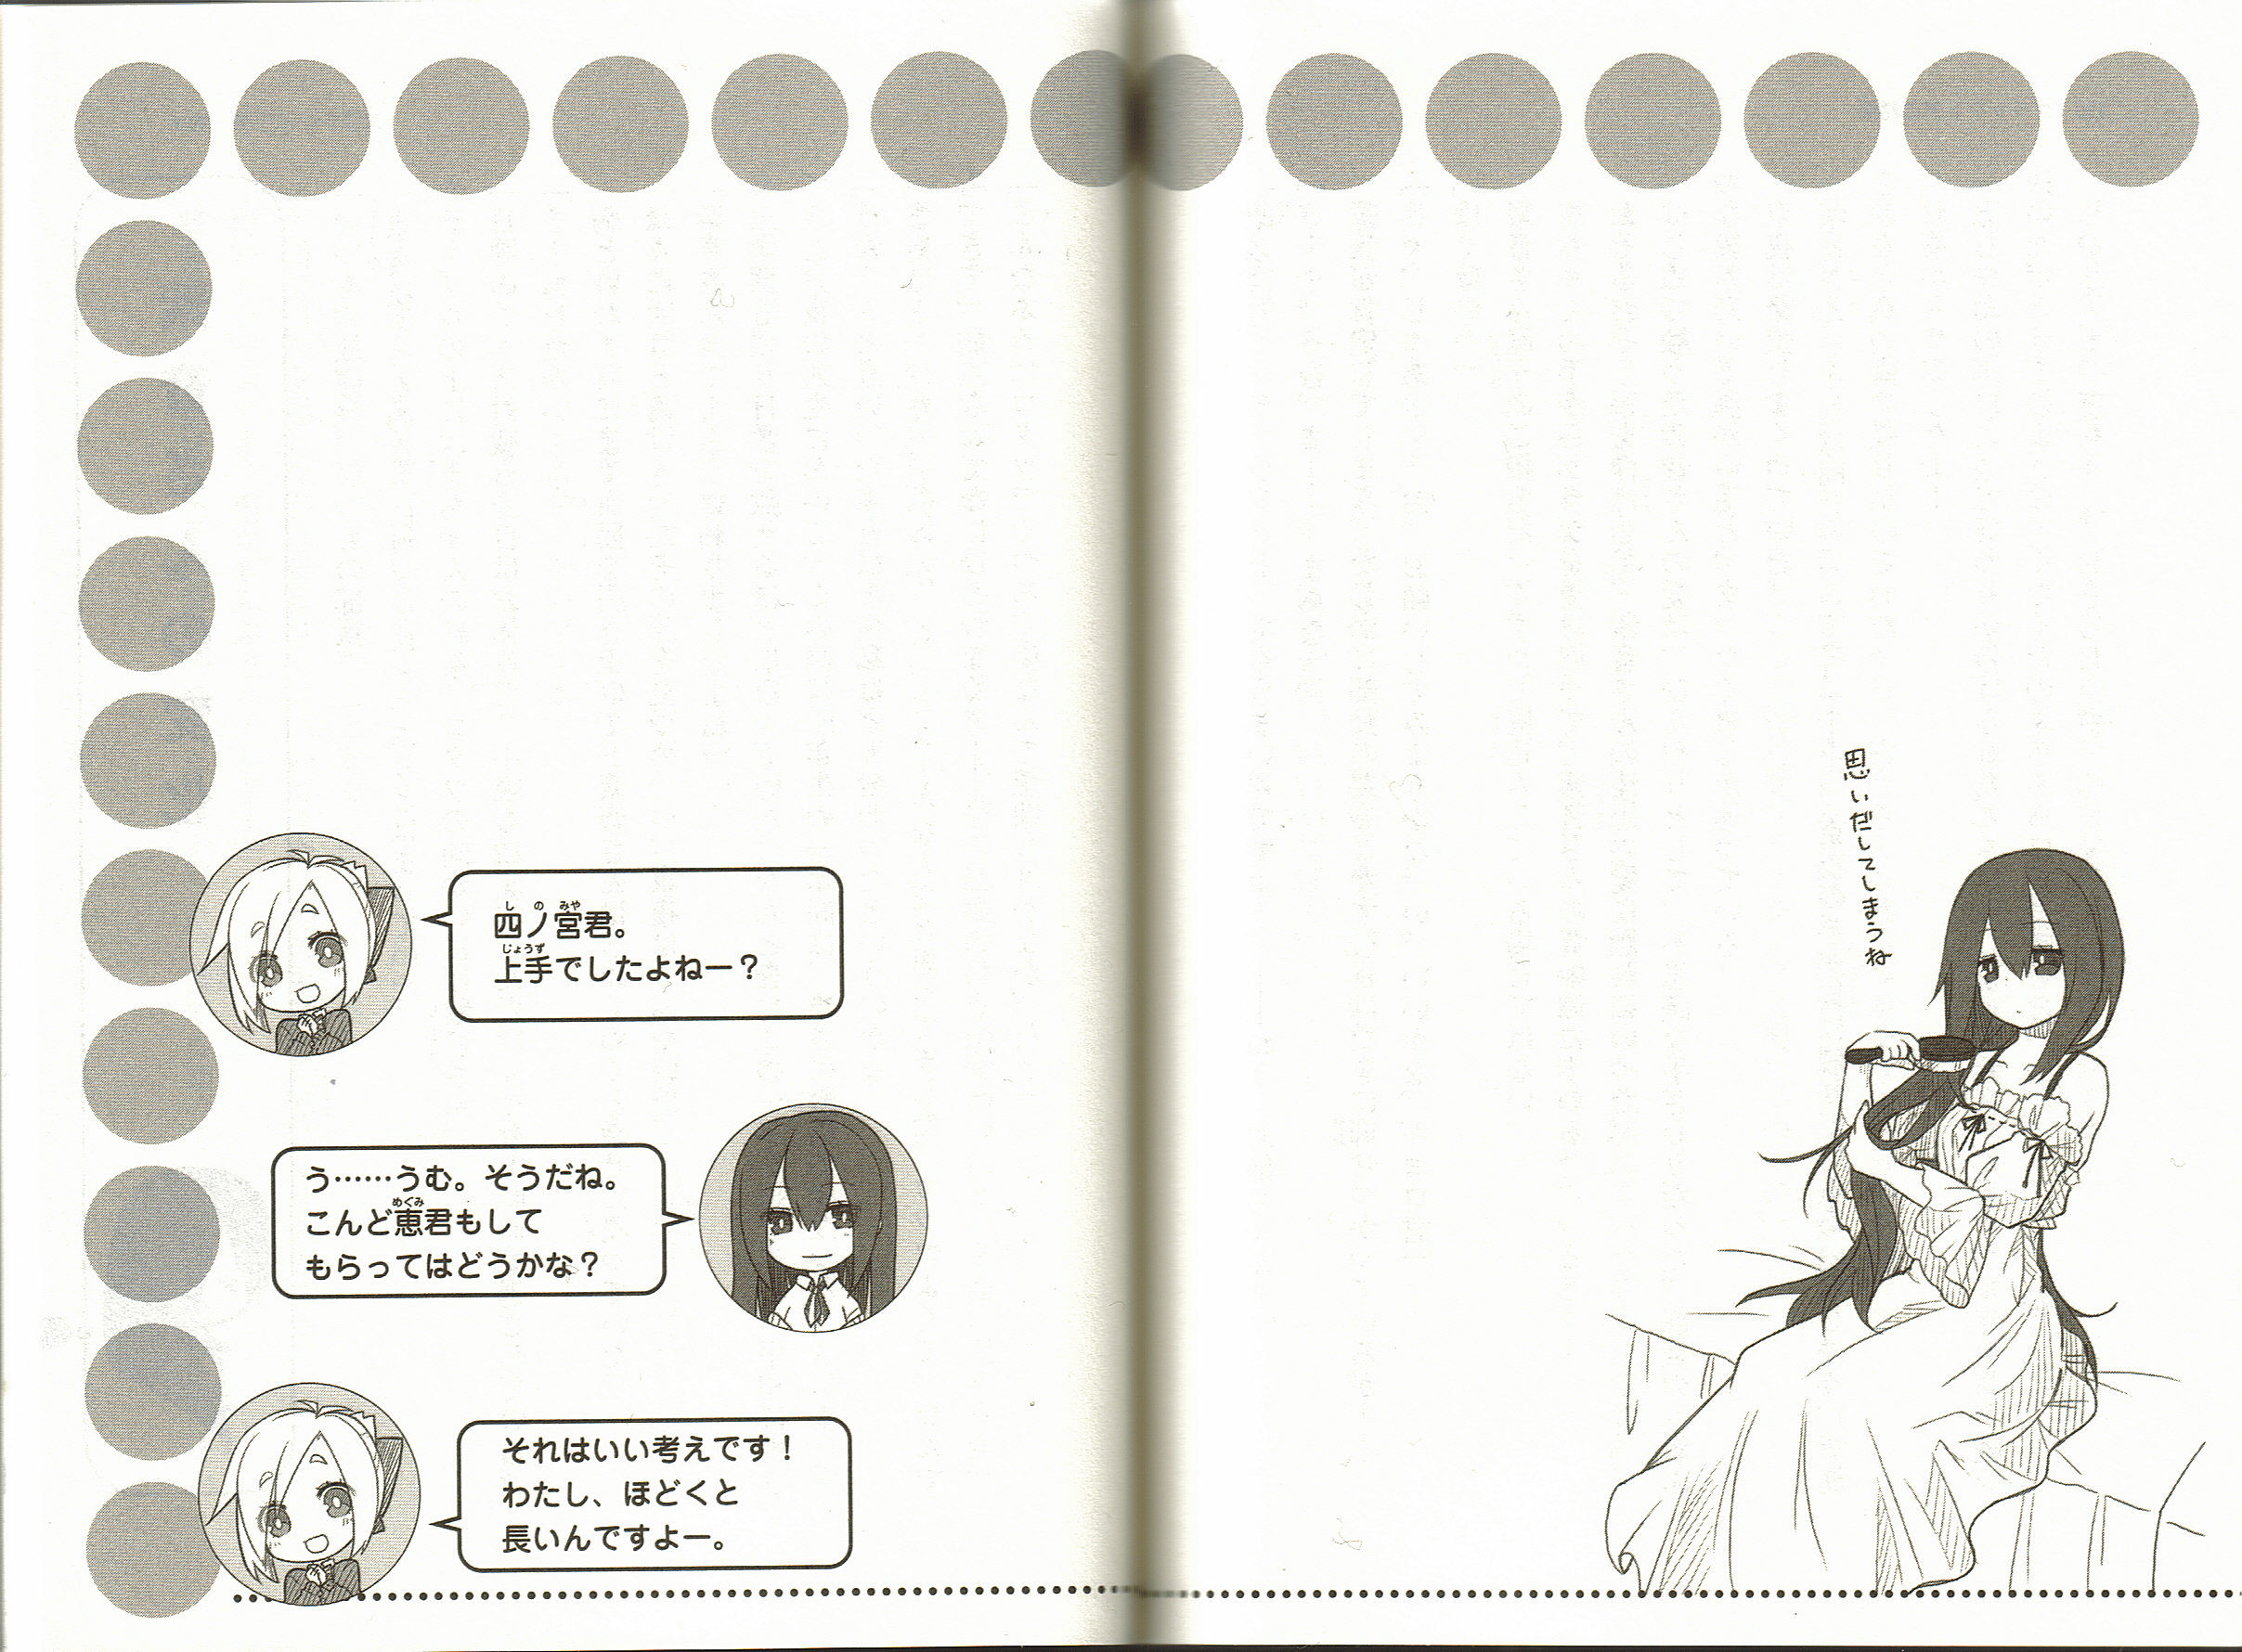 思いだしてしまうね
四ノ宮君。
上手でしたよねー？
う……うむ。そうだね。
こんど恵君もして
もらってはどうかな？
それはいい考えです！
わたし、ほどくと
長いんですよー。